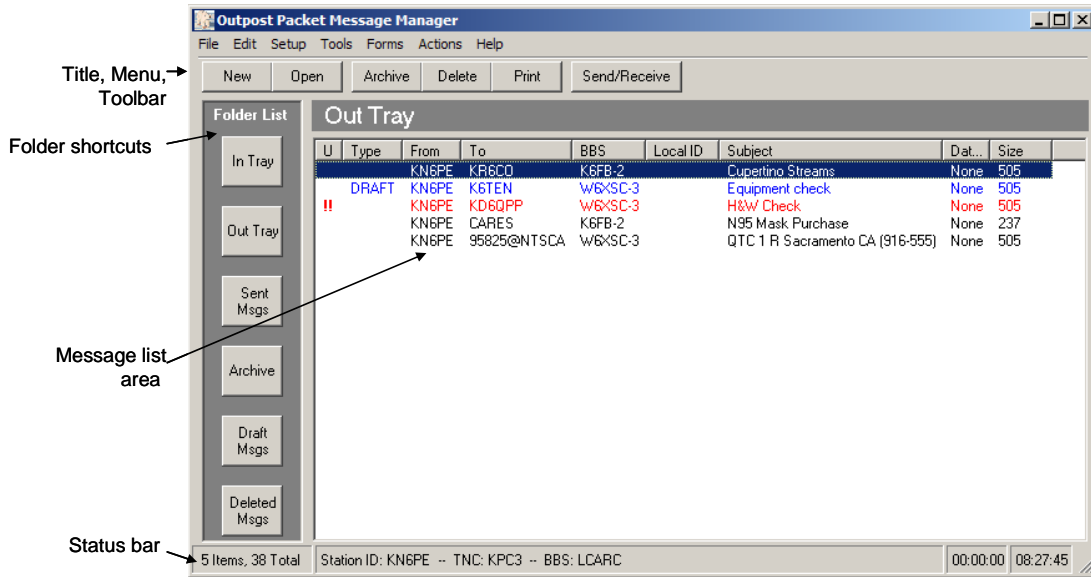 Outpost Packet Message Manager
File Edit Setup Tools Forms Actions Help
Title, Menu,
Toolbar
New Open Archive Delete Print Send/Receive
Folder List
Out Tray
Folder shortcuts
In Tray
Out Tray
Sent
Msgs
Archive
Draft
Msgs
Deleted
Msgs
U Type From To BBS Local ID Subject Dat... Size
KN6PE KR6CO K6FB-2 Cupertino Streams None 505
DRAFT KN6PE K6TEN W6XSC-3 Equipment check None 505
!! KN6PE KD6QPP W6XSC-3 H&W Check None 505
KN6PE CARES K6FB-2 N95 Mask Purchase None 237
KN6PE 95825@NTSCA W6XSC-3 QTC 1 R Sacramento CA (916-555) None 505
Message list
area
Status bar
5 Items, 38 Total Station ID: KN6PE -- TNC: KPC3 -- BBS: LCARC 00:00:00 08:27:45